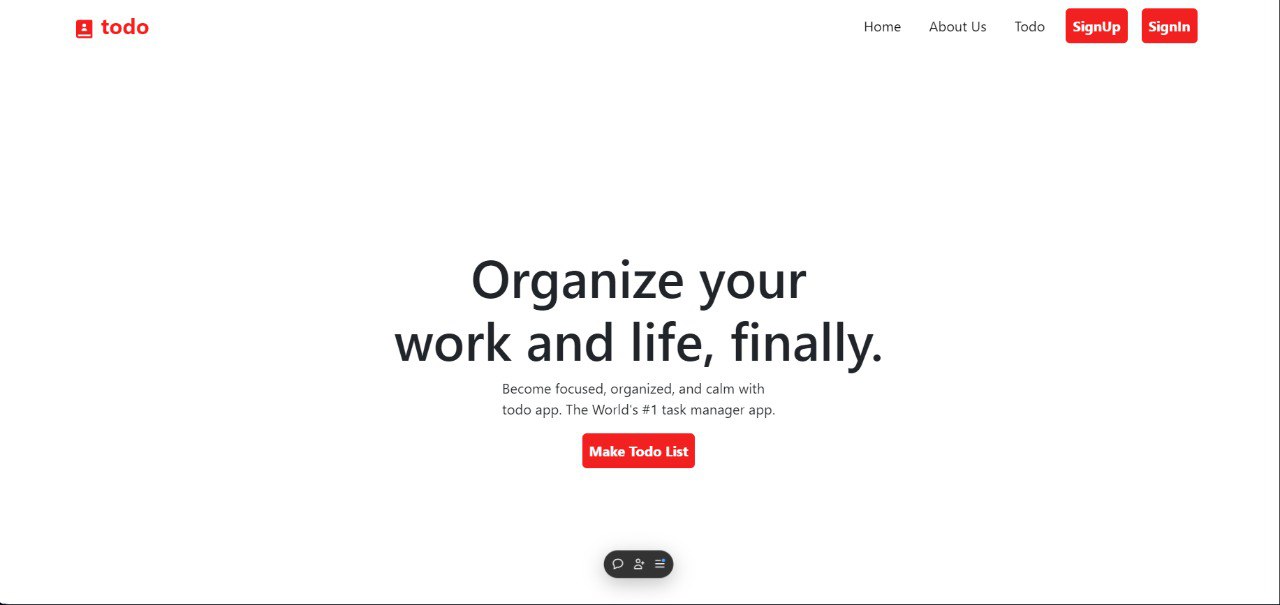 todo
Home
About Us
Todo
SignUp
SignIn
Organize your
work and life, finally.
Become focused, organized, and calm with
todo app. The World's #1 task manager app.
Make Todo List